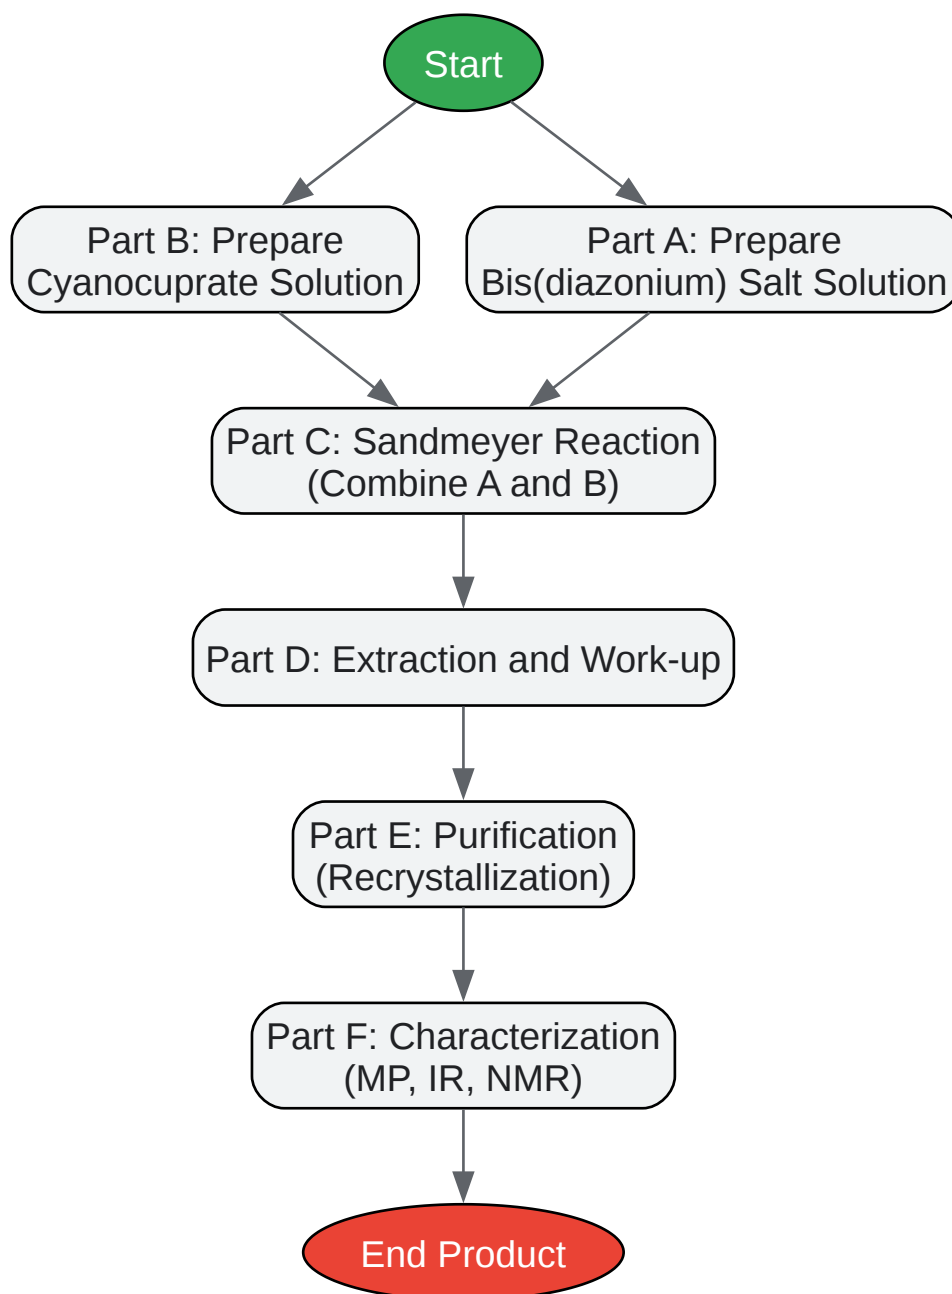 Start
Part B: Prepare
Cyanocuprate Solution
Part A: Prepare
Bis(diazonium) Salt Solution
Part C: Sandmeyer Reaction
(Combine A and B)
Part D: Extraction and Work-up
Part E: Purification
(Recrystallization)
Part F: Characterization
(MP, IR, NMR)
End Product